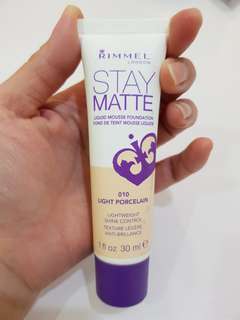 RIMMEL
LONDON
STAY
MATTE
LIQUID MOUSSE FOUNDATION
FOND DE TEINT MOUSSE LIQUIDE
010
LIGHT PORCELAIN
LIGHTWEIGHT
SHINE CONTROL
TEXTURE LÉGÈRE
ANTI-BRILLANCE
1 fl oz 30 ml ℮